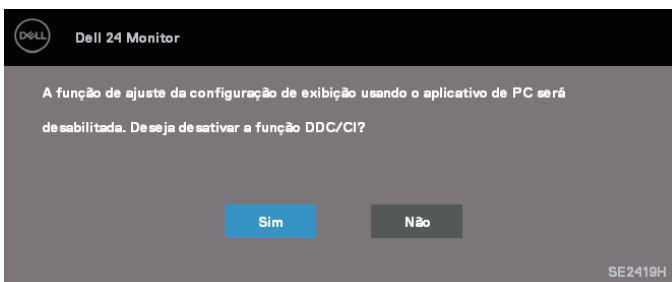 DELL
Dell 24 Monitor
A função de ajuste da configuração de exibição usando o aplicativo de PC será
desabilitada. Deseja desativar a função DDC/CI?
Sim
Não
SE2419H